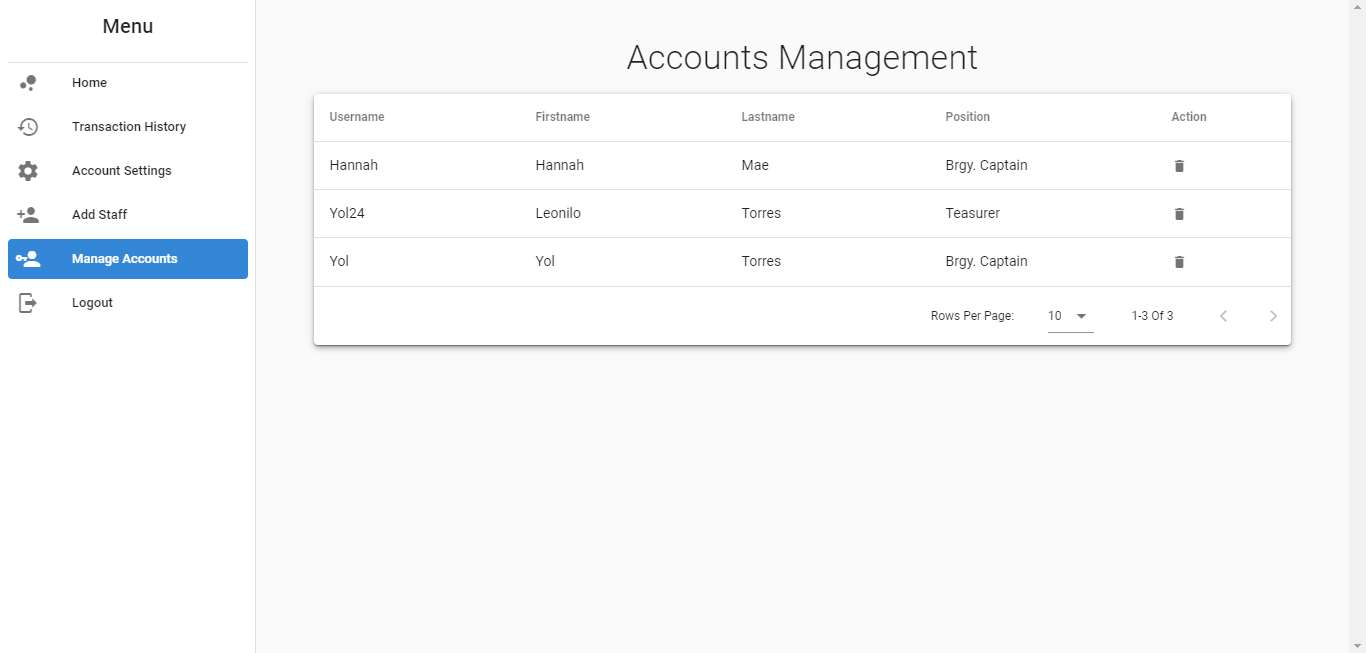 Menu
Home
Transaction History
Account Settings
Add Staff
Manage Accounts
Logout
Accounts Management
Username Firstname Lastname Position Action
Hannah Hannah Mae Brgy. Captain
Yol24 Leonilo Torres Teasurer
Yol Yol Torres Brgy. Captain
Rows Per Page: 10 1-3 Of 3